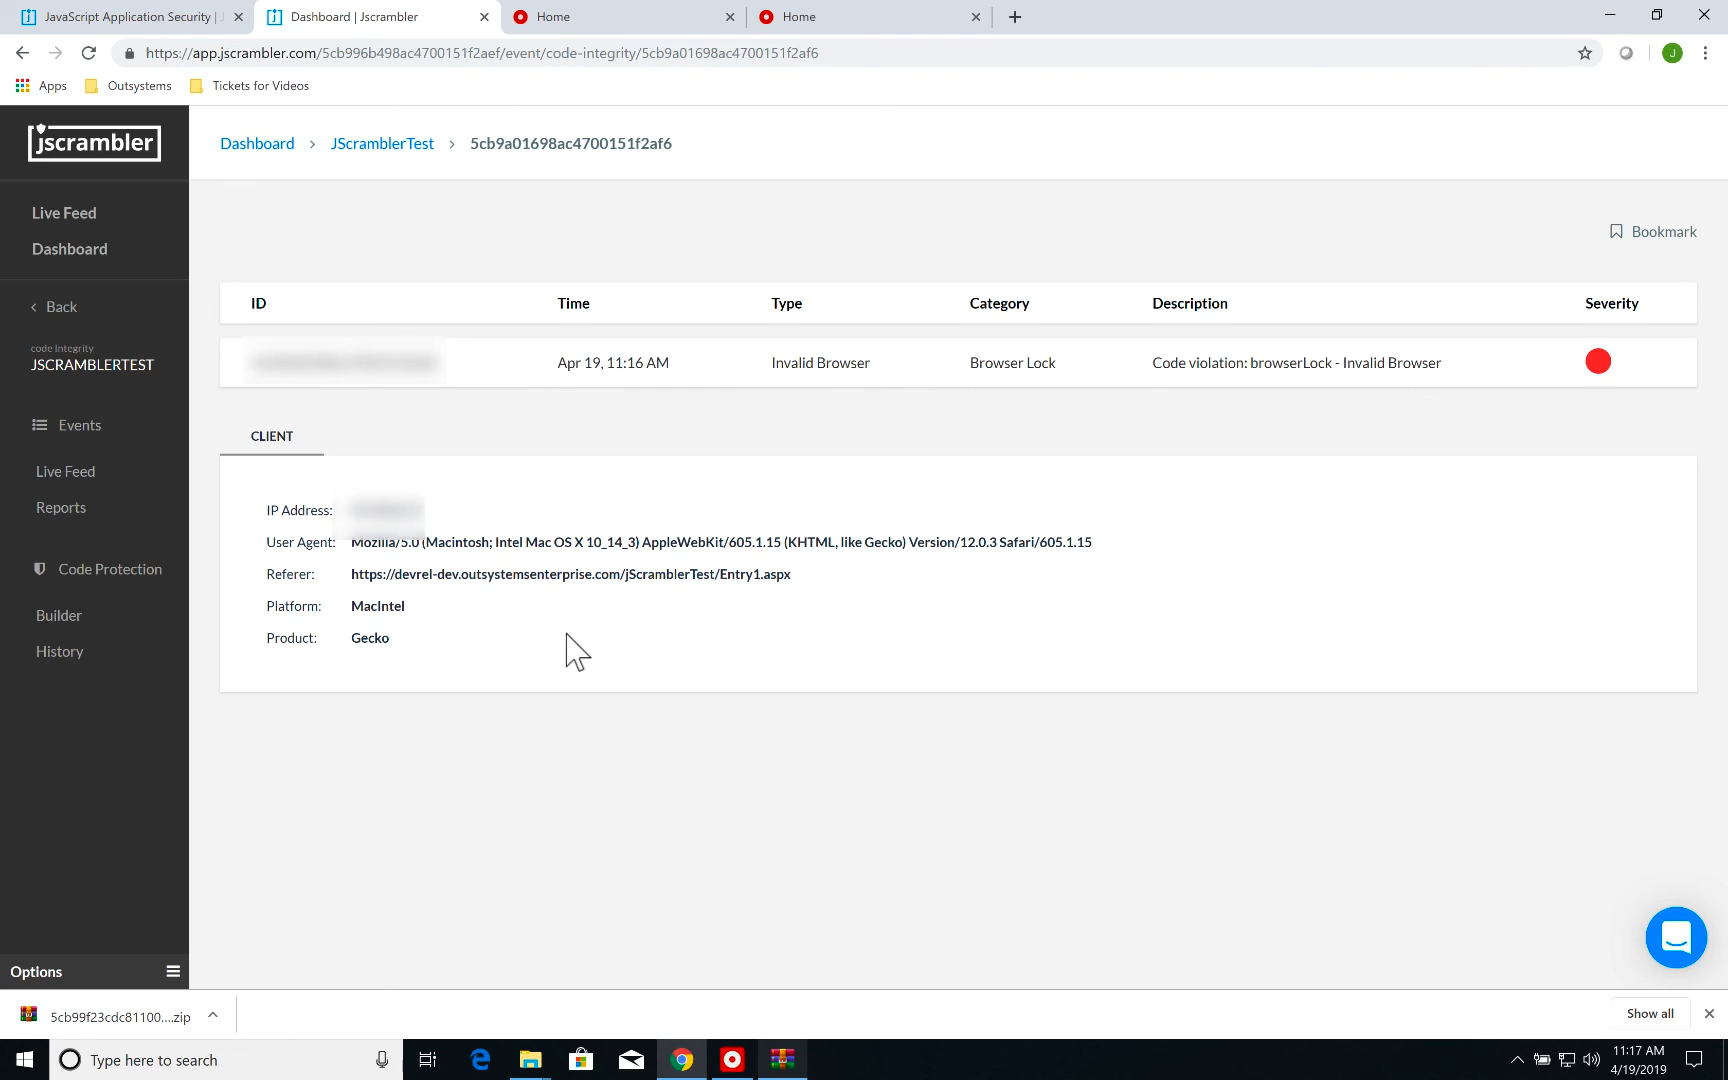 JavaScript Application Security |
Dashboard | Jscrambler
Home
Home
https://app.jscrambler.com/5cb996b498ac4700151f2aef/event/code-integrity/5cb9a01698ac4700151f2af6
J
Apps
Outsystems
Tickets for Videos
jscrambler
Dashboard > JScramblerTest > 5cb9a01698ac4700151f2af6
Live Feed
Dashboard
Bookmark
< Back
code Integrity
JSCRAMBLERTEST
ID Time Type Category Description Severity
Apr 19, 11:16 AM Invalid Browser Browser Lock Code violation: browserLock - Invalid Browser
Events
Live Feed
Reports
Code Protection
Builder
History
CLIENT
IP Address:
User Agent: Mozilla/5.0 (Macintosh; Intel Mac OS X 10_14_3) AppleWebKit/605.1.15 (KHTML, like Gecko) Version/12.0.3 Safari/605.1.15
Referer: https://devrel-dev.outsystemsenterprise.com/jScramblerTest/Entry1.aspx
Platform: MacIntel
Product: Gecko
Options
5cb99f23cdc81100....zip
Show all
Type here to search
11:17 AM
4/19/2019